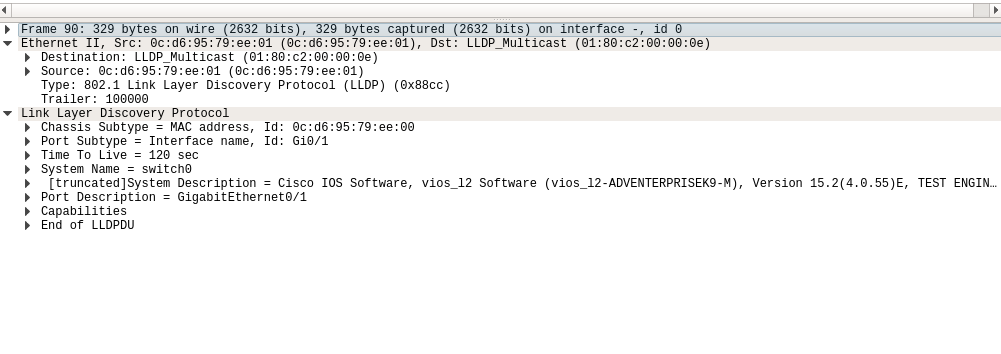 Frame 90: 329 bytes on wire (2632 bits), 329 bytes captured (2632 bits) on interface -, id 0
Ethernet II, Src: 0c:d6:95:79:ee:01 (0c:d6:95:79:ee:01), Dst: LLDP_Multicast (01:80:c2:00:00:0e)
Destination: LLDP_Multicast (01:80:c2:00:00:0e)
Source: 0c:d6:95:79:ee:01 (0c:d6:95:79:ee:01)
Type: 802.1 Link Layer Discovery Protocol (LLDP) (0x88cc)
Trailer: 100000
Link Layer Discovery Protocol
Chassis Subtype = MAC address, Id: 0c:d6:95:79:ee:00
Port Subtype = Interface name, Id: Gi0/1
Time To Live = 120 sec
System Name = switch0
[truncated]System Description = Cisco IOS Software, vios_l2 Software (vios_l2-ADVENTERPRISEK9-M), Version 15.2(4.0.55)E, TEST ENGIN…
Port Description = GigabitEthernet0/1
Capabilities
End of LLDPDU